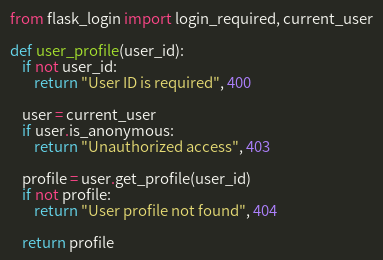 from flask_login import login_required, current_user

def user_profile(user_id):
    if not user_id:
        return "User ID is required", 400

    user = current_user
    if user.is_anonymous:
        return "Unauthorized access", 403

    profile = user.get_profile(user_id)
    if not profile:
        return "User profile not found", 404

    return profile